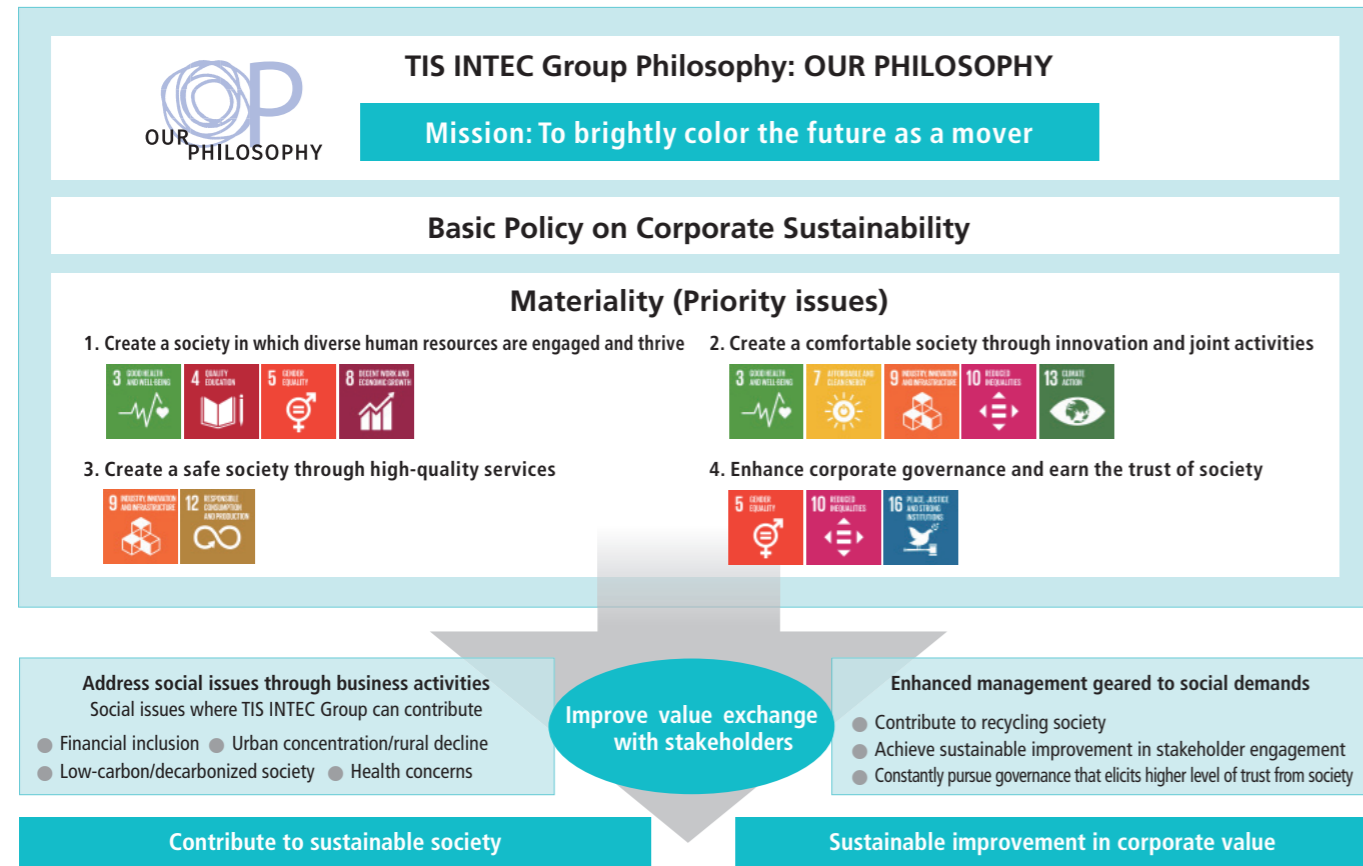 TIS INTEC Group Philosophy: OUR PHILOSOPHY
OP
OUR
PHILOSOPHY
Mission: To brightly color the future as a mover
Basic Policy on Corporate Sustainability
Materiality (Priority issues)
1. Create a society in which diverse human resources are engaged and thrive
3 GOOD HEALTH
AND WELL-BEING
4 QUALITY
EDUCATION
5 GENDER
EQUALITY
8 DECENT WORK AND
ECONOMIC GROWTH
2. Create a comfortable society through innovation and joint activities
3 GOOD HEALTH
AND WELL-BEING
7 AFFORDABLE AND
CLEAN ENERGY
9 INDUSTRY, INNOVATION
AND INFRASTRUCTURE
10 REDUCED
INEQUALITIES
13 CLIMATE
ACTION
3. Create a safe society through high-quality services
9 INDUSTRY, INNOVATION
AND INFRASTRUCTURE
12 RESPONSIBLE
CONSUMPTION
AND PRODUCTION
4. Enhance corporate governance and earn the trust of society
5 GENDER
EQUALITY
10 REDUCED
INEQUALITIES
16 PEACE, JUSTICE
AND STRONG
INSTITUTIONS
Address social issues through business activities
Social issues where TIS INTEC Group can contribute
● Financial inclusion ● Urban concentration/rural decline
● Low-carbon/decarbonized society ● Health concerns
Improve value exchange
with stakeholders
Enhanced management geared to social demands
● Contribute to recycling society
● Achieve sustainable improvement in stakeholder engagement
● Constantly pursue governance that elicits higher level of trust from society
Contribute to sustainable society
Sustainable improvement in corporate value